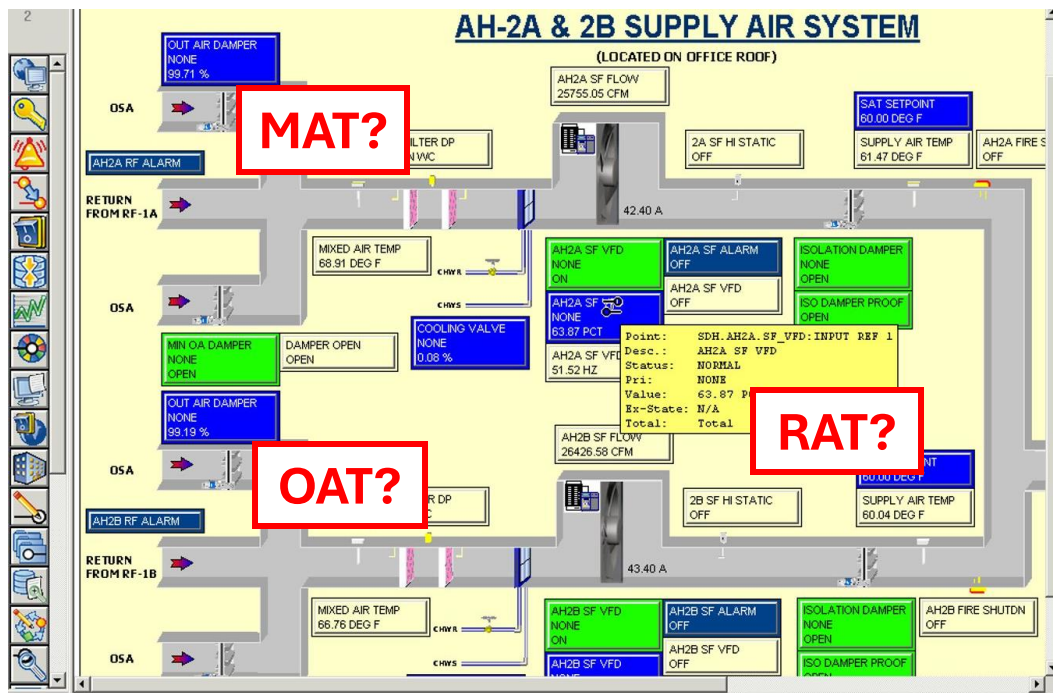 2
AH-2A & 2B SUPPLY AIR SYSTEM
(LOCATED ON OFFICE ROOF)
OUT AIR DAMPER
NONE
99.71 %
OSA
MAT?
AH2A SF FLOW
25755.05 CFM
SAT SETPOINT
60.00 DEG F
ILTER DP
N WC
2A SF HI STATIC
OFF
SUPPLY AIR TEMP
61.47 DEG F
AH2A FIRE S
OFF
AH2A RF ALARM
RETURN
FROM RF-1A
42.40 A
MIXED AIR TEMP
68.91 DEG F
CHWR
CHWS
OSA
AH2A SF VFD
NONE
ON
AH2A SF ALARM
OFF
ISOLATION DAMPER
NONE
OPEN
AH2A SF VFD
OFF
AH2A SF
NONE
63.87 PCT
ISO DAMPER PROOF
OPEN
COOLING VALVE
NONE
0.08 %
AH2A SF VFD
51.52 HZ
Point: SDH.AH2A.SF_VFD:INPUT REF 1
Desc.: AH2A SF VFD
Status: NORMAL
Pri: NONE
Value: 63.87 P
Ex-State: N/A
Total: Total
MIN OA DAMPER
NONE
OPEN
DAMPER OPEN
OPEN
OUT AIR DAMPER
NONE
99.19 %
OSA
OAT?
RAT?
AH2B SF FLOW
26426.58 CFM
NT
60.00 DEG F
R DP
C
2B SF HI STATIC
OFF
SUPPLY AIR TEMP
60.04 DEG F
AH2B RF ALARM
RETURN
FROM RF-1B
43.40 A
MIXED AIR TEMP
66.76 DEG F
CHWR
CHWS
OSA
AH2B SF VFD
NONE
ON
AH2B SF ALARM
OFF
ISOLATION DAMPER
NONE
OPEN
AH2B FIRE SHUTDN
OFF
AH2B SF VFD
OFF
AH2B SF VFD
NONE
ISO DAMPER PROOF
OPEN